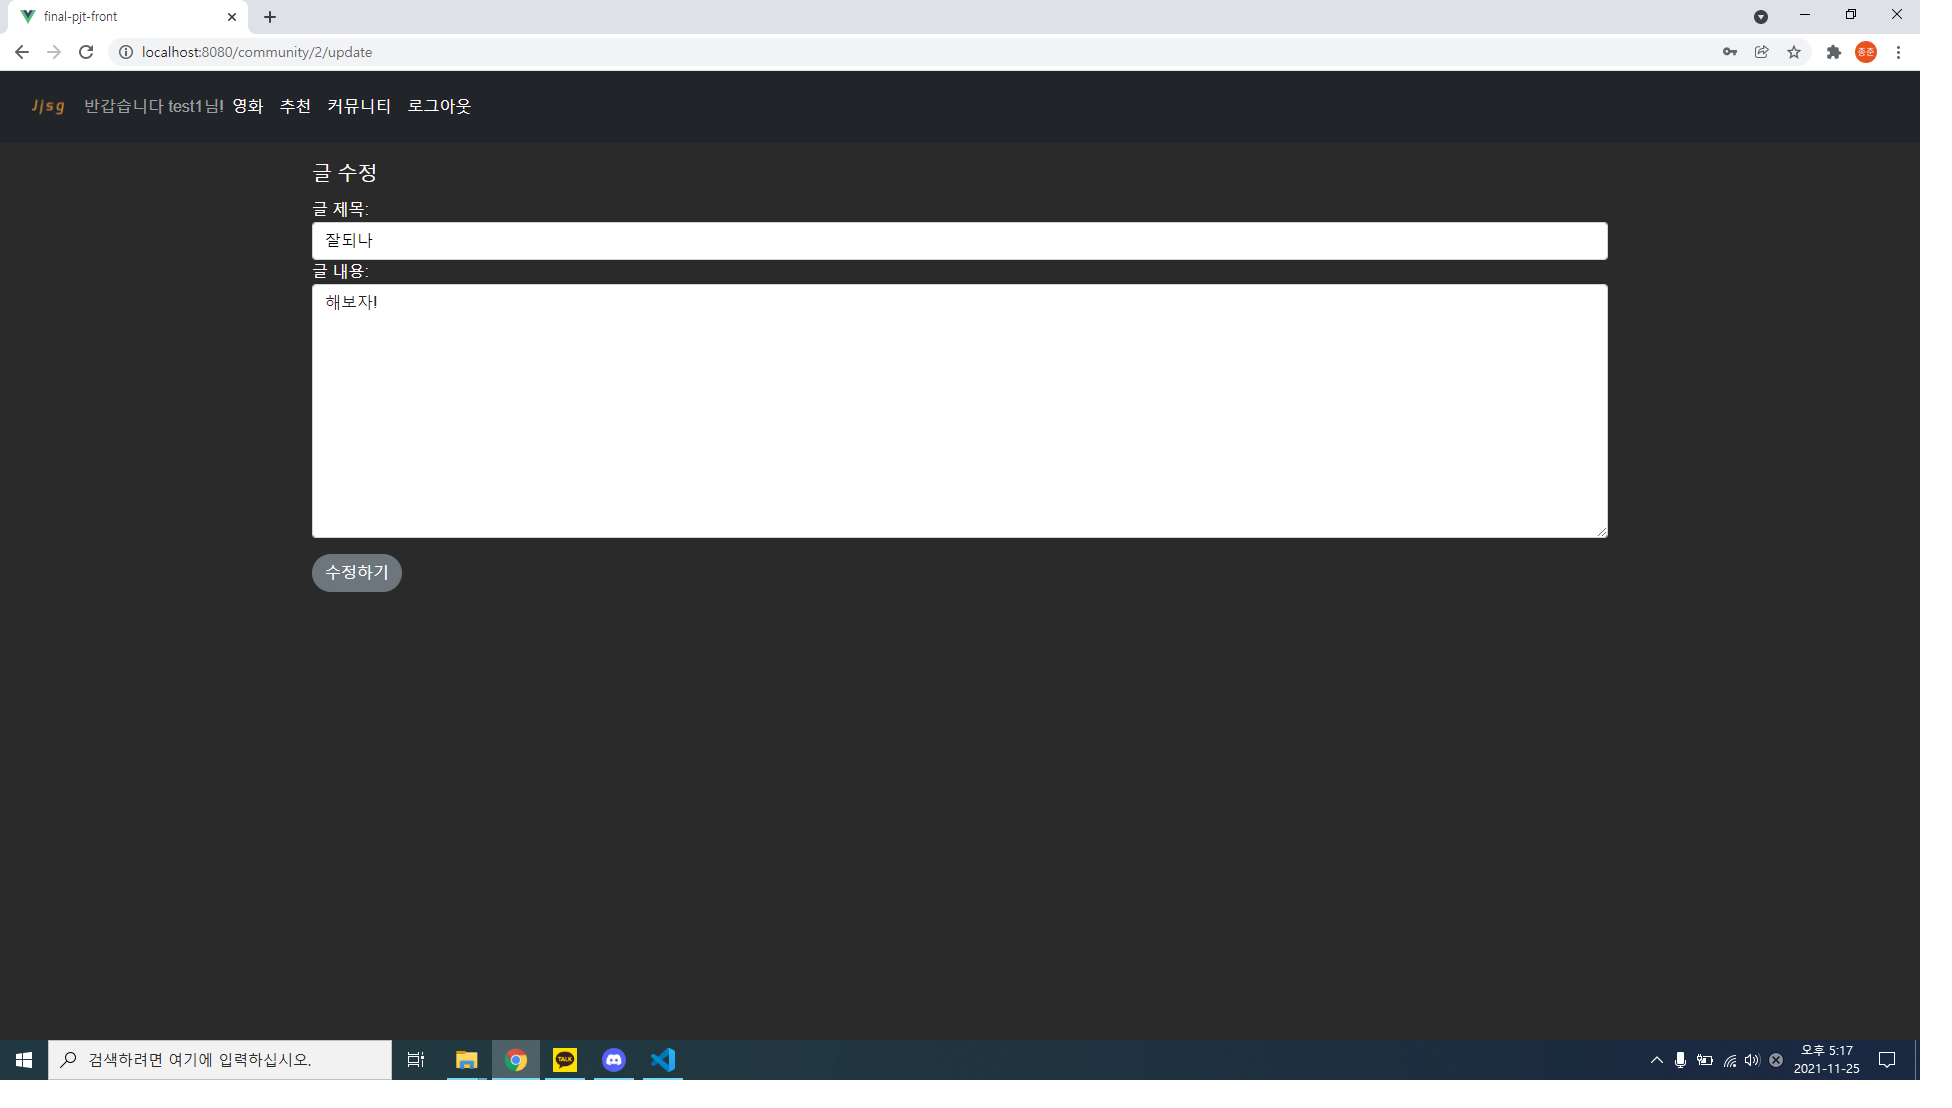 final-pjt-front
localhost:8080/community/2/update
종준
Jjsg 반갑습니다 test1님! 영화 추천 커뮤니티 로그아웃
글 수정
글 제목:
잘되나
글 내용:
해보자!
수정하기
검색하려면 여기에 입력하십시오.
TALK
오후 5:17
2021-11-25